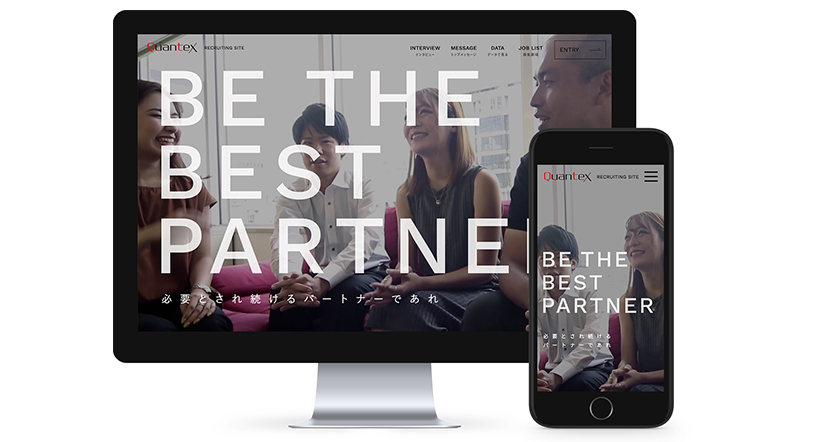 Quantex RECRUITING SITE
INTERVIEW MESSAGE DATA JOB LIST ENTRY
インタビュー トップメッセージ データで見る 募集要項
BE THE
BEST
PARTNE
必要とされ続けるパートナーであれ
Quantex RECRUITING SITE
BE THE
BEST
PARTNER
必要とされ続ける
パートナーであれ